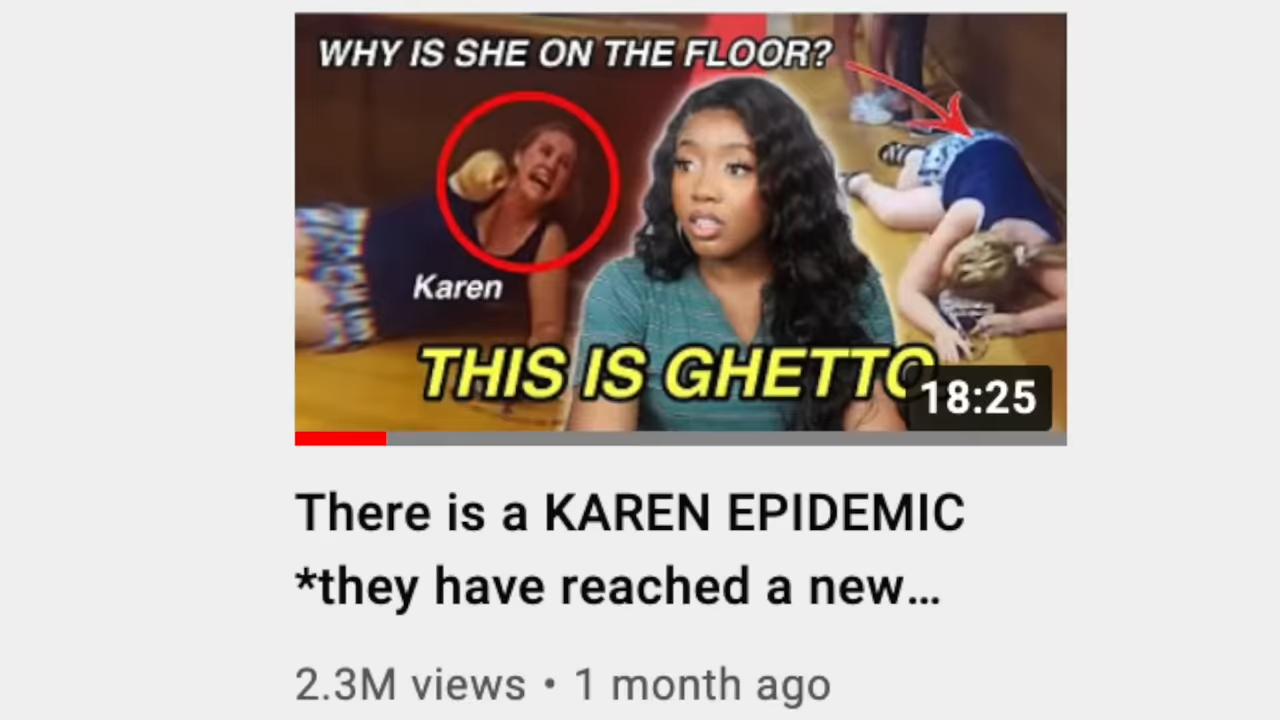 WHY IS SHE ON THE FLOOR?
Karen
THIS IS GHETTO
18:25
There is a KAREN EPIDEMIC
*they have reached a new…
2.3M views • 1 month ago